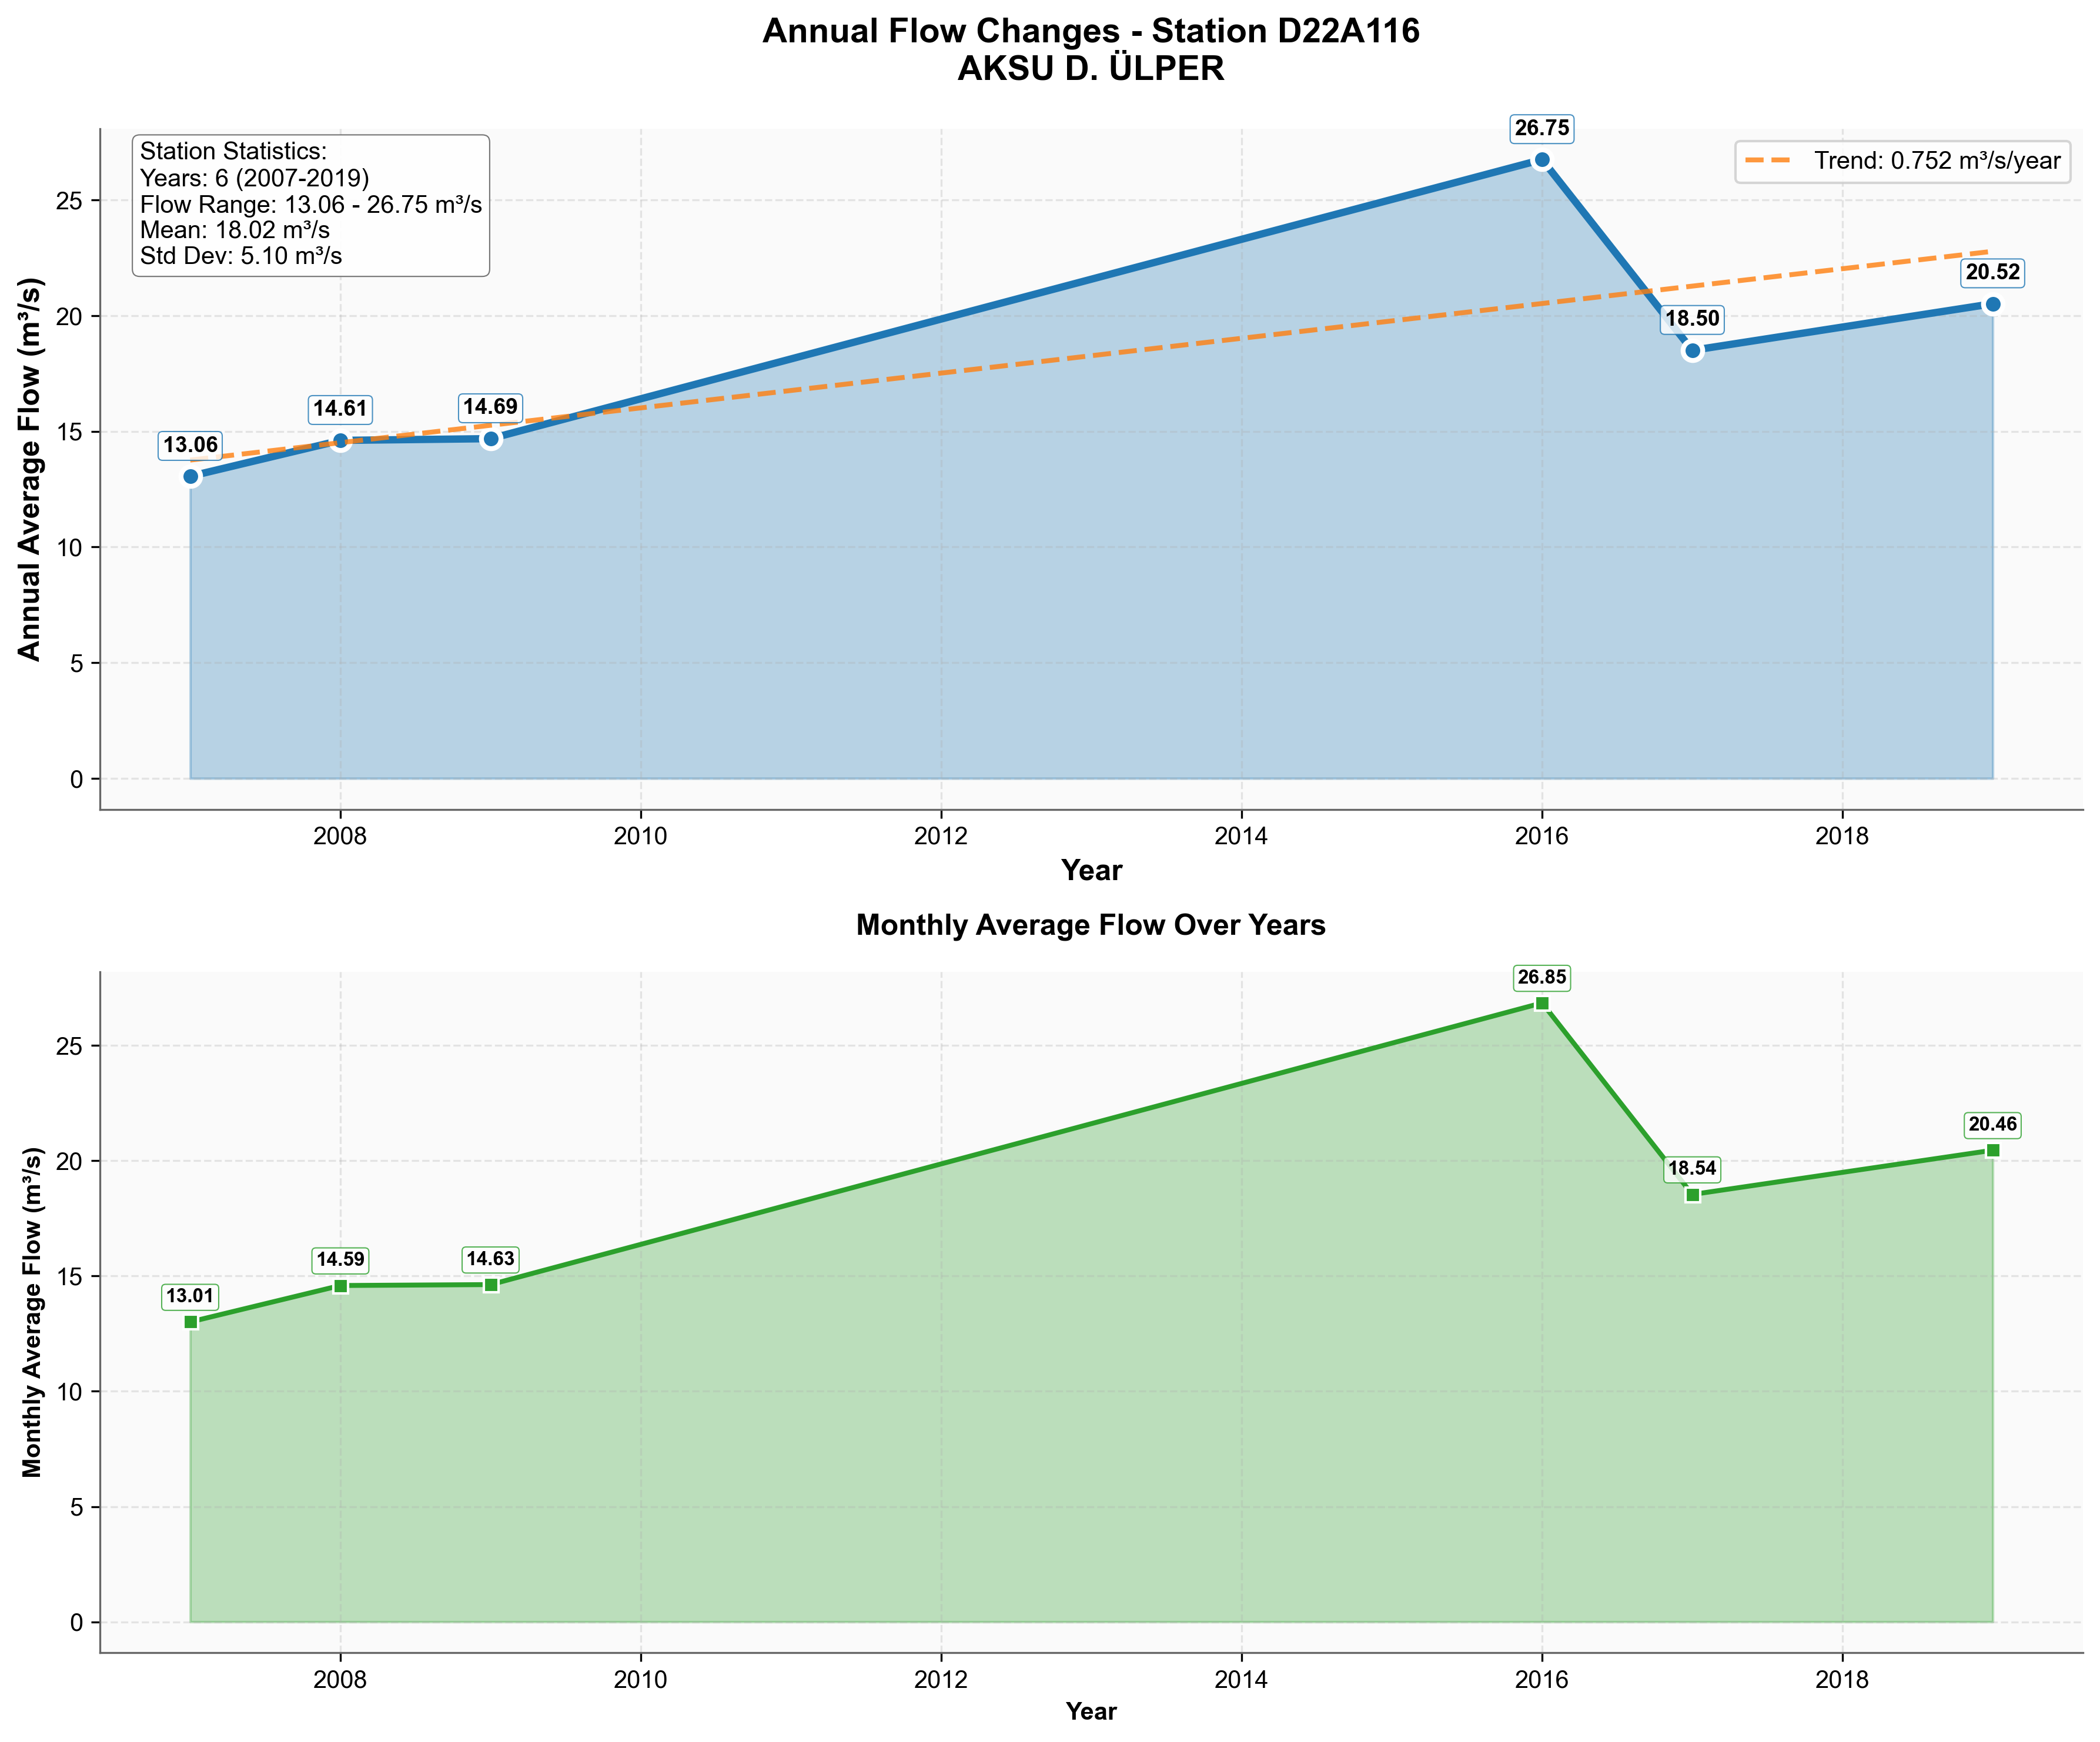 Annual Flow Changes - Station D22A116
AKSU D. ÜLPER
Station Statistics:
Years: 6 (2007-2019)
Flow Range: 13.06 - 26.75 m³/s
Mean: 18.02 m³/s
Std Dev: 5.10 m³/s
Trend: 0.752 m³/s/year
Annual Average Flow (m³/s)
25
20
15
10
5
0
13.06
14.61
14.69
26.75
18.50
20.52
2008
2010
2012
2014
2016
2018
Year
Monthly Average Flow Over Years
Monthly Average Flow (m³/s)
25
20
15
10
5
0
13.01
14.59
14.63
26.85
18.54
20.46
2008
2010
2012
2014
2016
2018
Year